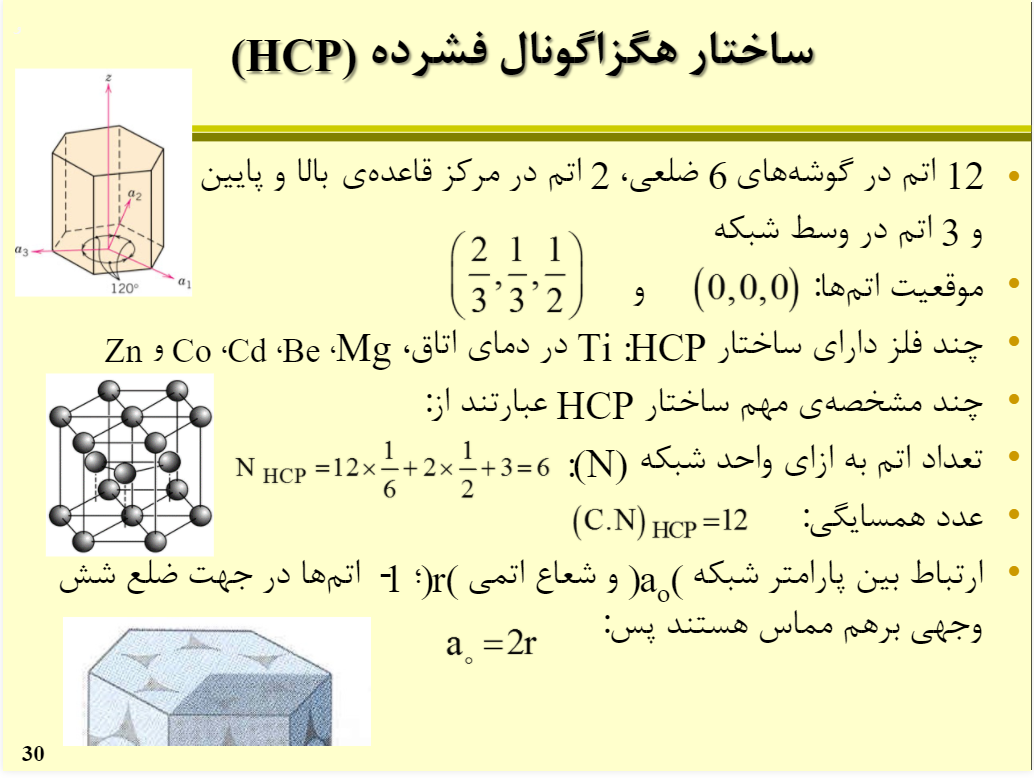 ساختار هگزاگونال فشرده (HCP)
z
a2
a3
a1
120°
• 12 اتم در گوشه‌های 6 ضلعی، 2 اتم در مرکز قاعده‌ی بالا و پایین
و 3 اتم در وسط شبکه
• موقعیت اتم‌ها: (0,0,0) و (2/3, 1/3, 1/2)
• چند فلز دارای ساختار HCP: Ti در دمای اتاق، Mg، Be، Cd، Co و Zn
• چند مشخصه‌ی مهم ساختار HCP عبارتند از:
• تعداد اتم به ازای واحد شبکه (N): N HCP =12×1/6+2×1/2+3=6
• عدد همسایگی: (C.N) HCP =12
• ارتباط بین پارامتر شبکه )ao( و شعاع اتمی )r(؛ 1- اتم‌ها در جهت ضلع شش
وجهی برهم مماس هستند پس: a° =2r
30